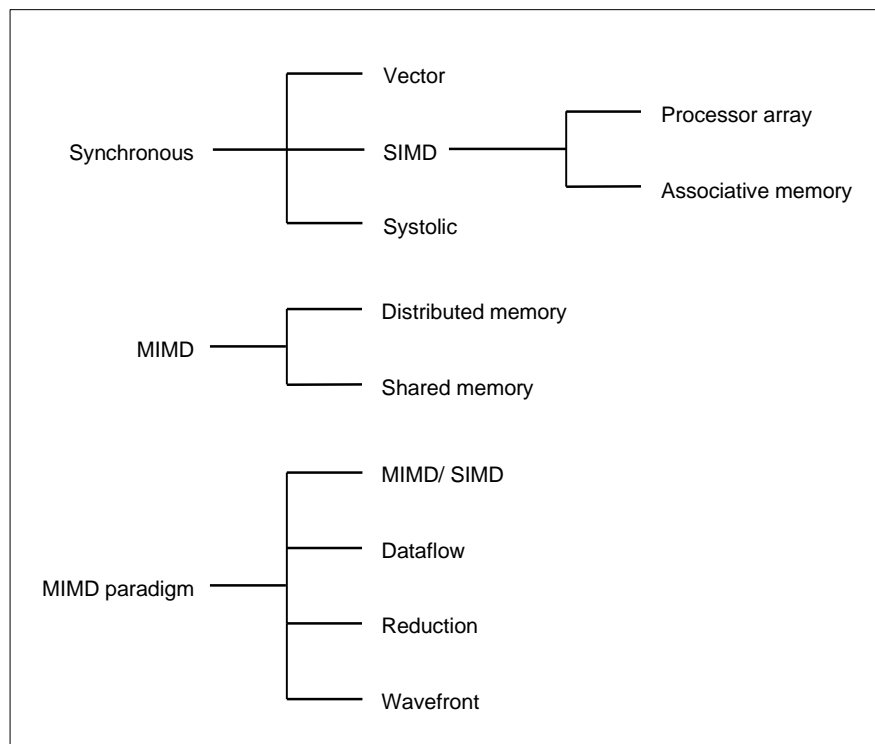 Vector
Processor array
Synchronous
SIMD
Associative memory
Systolic
Distributed memory
MIMD
Shared memory
MIMD/ SIMD
Dataflow
MIMD paradigm
Reduction
Wavefront